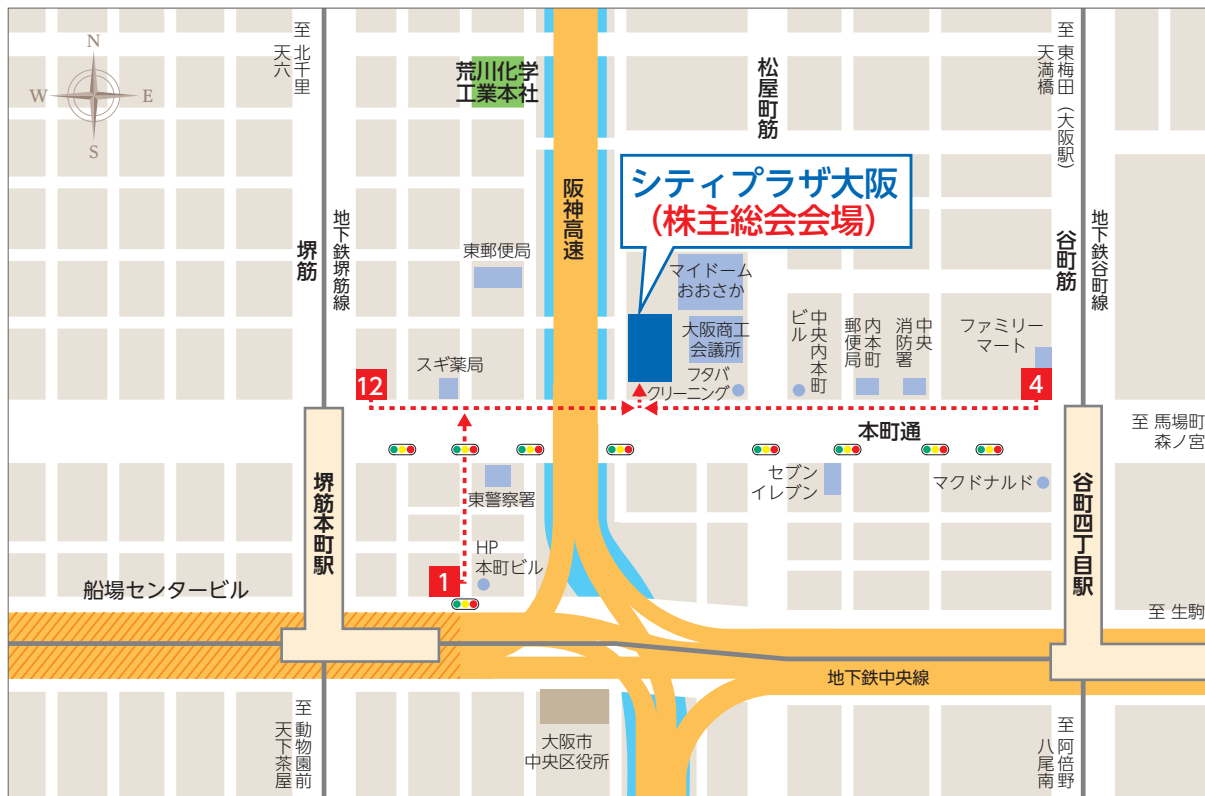 N
W
E
S
至 北千里
天六
荒川化学
工業本社
松屋町筋
至 東梅田（大阪駅）
天満橋
シティプラザ大阪
（株主総会会場）
阪神高速
堺筋
地下鉄堺筋線
谷町筋
地下鉄谷町線
東郵便局
マイドーム
おおさか
大阪商工
会議所
フタバ
クリーニング
中央内本町
ビル
内本町
郵便局
中央
消防署
ファミリー
マート
スギ薬局
12
4
本町通
至 馬場町
森ノ宮
セブン
イレブン
マクドナルド
東警察署
堺筋本町駅
谷町四丁目駅
HP
本町ビル
1
船場センタービル
至 生駒
地下鉄中央線
至 動物園前
天下茶屋
大阪市
中央区役所
至 阿倍野
八尾南